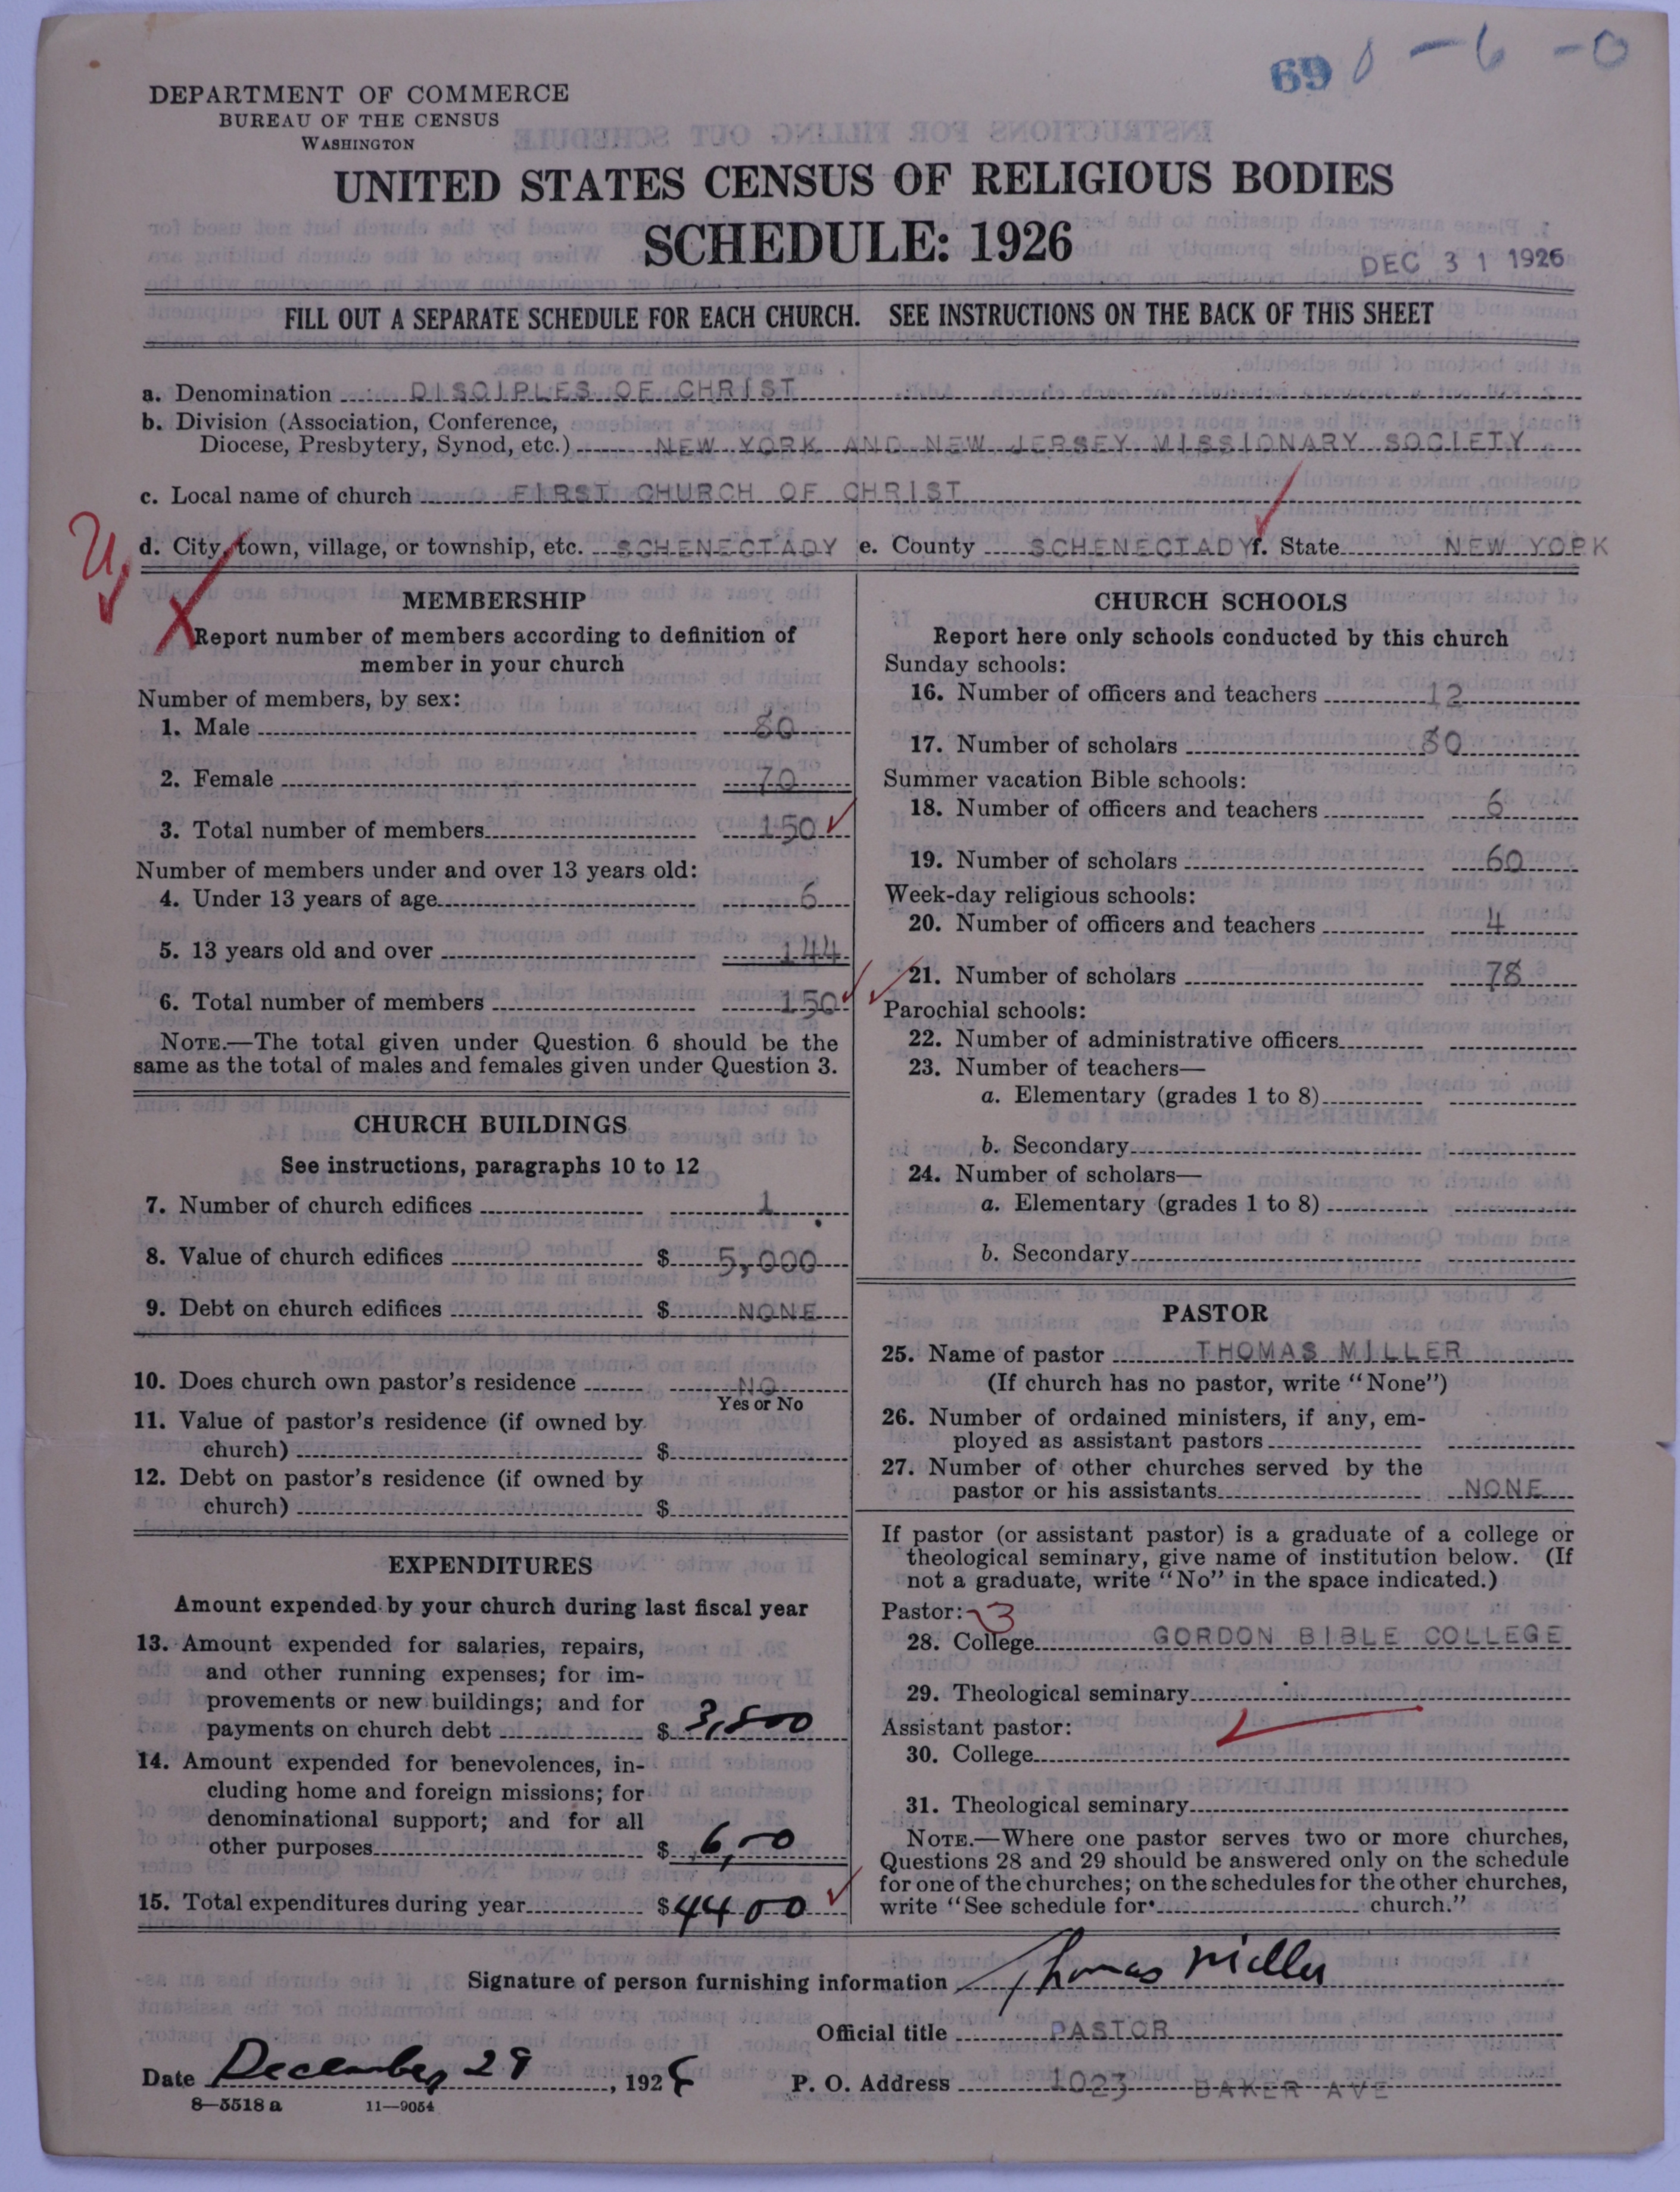 69 0 - 6 - 0
DEPARTMENT OF COMMERCE
BUREAU OF THE CENSUS
WASHINGTON
UNITED STATES CENSUS OF RELIGIOUS BODIES
SCHEDULE: 1926
DEC 31 1926
FILL OUT A SEPARATE SCHEDULE FOR EACH CHURCH. SEE INSTRUCTIONS ON THE BACK OF THIS SHEET
a. Denomination DISCIPLES OF CHRIST
b. Division (Association, Conference,
Diocese, Presbytery, Synod, etc.) NEW YORK AND NEW JERSEY MISSIONARY SOCIETY
c. Local name of church FIRST CHURCH OF CHRIST
d. City, town, village, or township, etc. SCHENECTADY e. County SCHENECTADY f. State NEW YORK
MEMBERSHIP
Report number of members according to definition of
member in your church
Number of members, by sex:
1. Male 80
2. Female 70
3. Total number of members 150
Number of members under and over 13 years old:
4. Under 13 years of age 6
5. 13 years old and over 144
6. Total number of members 150
NOTE.—The total given under Question 6 should be the
same as the total of males and females given under Question 3.
CHURCH BUILDINGS
See instructions, paragraphs 10 to 12
7. Number of church edifices 1
8. Value of church edifices $ 5,000
9. Debt on church edifices $ NONE
10. Does church own pastor's residence NO
Yes or No
11. Value of pastor's residence (if owned by
church) $
12. Debt on pastor's residence (if owned by
church) $
EXPENDITURES
Amount expended by your church during last fiscal year
13. Amount expended for salaries, repairs,
and other running expenses; for im-
provements or new buildings; and for
payments on church debt $ 3,800
14. Amount expended for benevolences, in-
cluding home and foreign missions; for
denominational support; and for all
other purposes $ 600
15. Total expenditures during year $ 4400
CHURCH SCHOOLS
Report here only schools conducted by this church
Sunday schools:
16. Number of officers and teachers 12
17. Number of scholars 80
Summer vacation Bible schools:
18. Number of officers and teachers 6
19. Number of scholars 60
Week-day religious schools:
20. Number of officers and teachers 4
21. Number of scholars 78
Parochial schools:
22. Number of administrative officers
23. Number of teachers—
a. Elementary (grades 1 to 8)
b. Secondary
24. Number of scholars—
a. Elementary (grades 1 to 8)
b. Secondary
PASTOR
25. Name of pastor THOMAS MILLER
(If church has no pastor, write "None")
26. Number of ordained ministers, if any, em-
ployed as assistant pastors
27. Number of other churches served by the
pastor or his assistants NONE
If pastor (or assistant pastor) is a graduate of a college or
theological seminary, give name of institution below. (If
not a graduate, write "No" in the space indicated.)
Pastor: 3
28. College GORDON BIBLE COLLEGE
29. Theological seminary
Assistant pastor:
30. College
31. Theological seminary
NOTE.—Where one pastor serves two or more churches,
Questions 28 and 29 should be answered only on the schedule
for one of the churches; on the schedules for the other churches,
write "See schedule for church."
Signature of person furnishing information Thomas Miller
Official title PASTOR
Date December 29, 1926 P. O. Address 1023 BAKER AVE
8—5518 a 11—9054